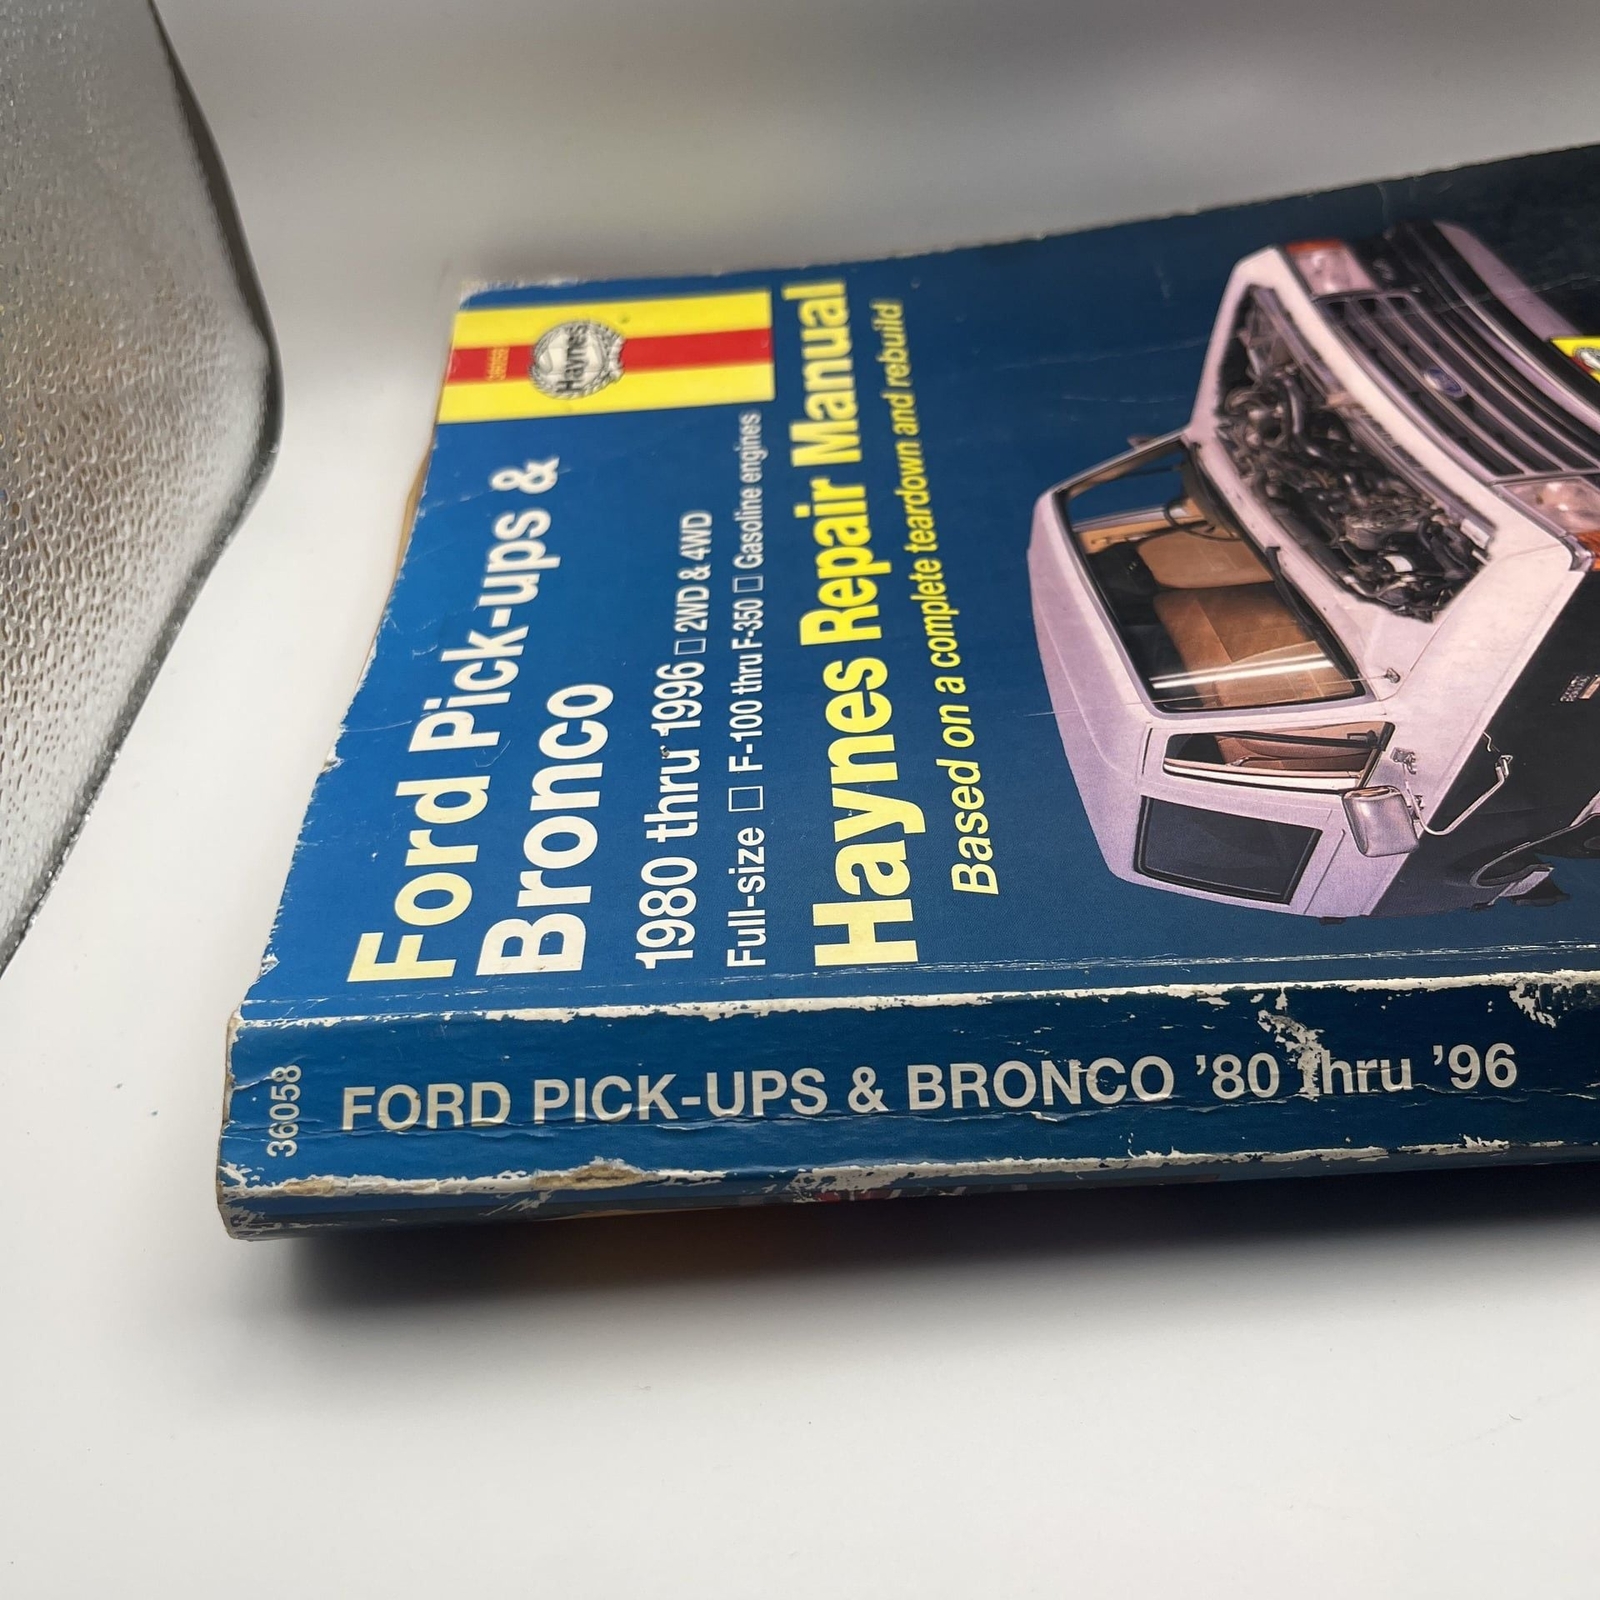 36058
Haynes
Ford Pick-ups &
Bronco
1980 thru 1996 □ 2WD & 4WD
Full-size □ F-100 thru F-350 □ Gasoline engines
Haynes Repair Manual
Based on a complete teardown and rebuild
36058
FORD PICK-UPS & BRONCO ’80 Thru ’96